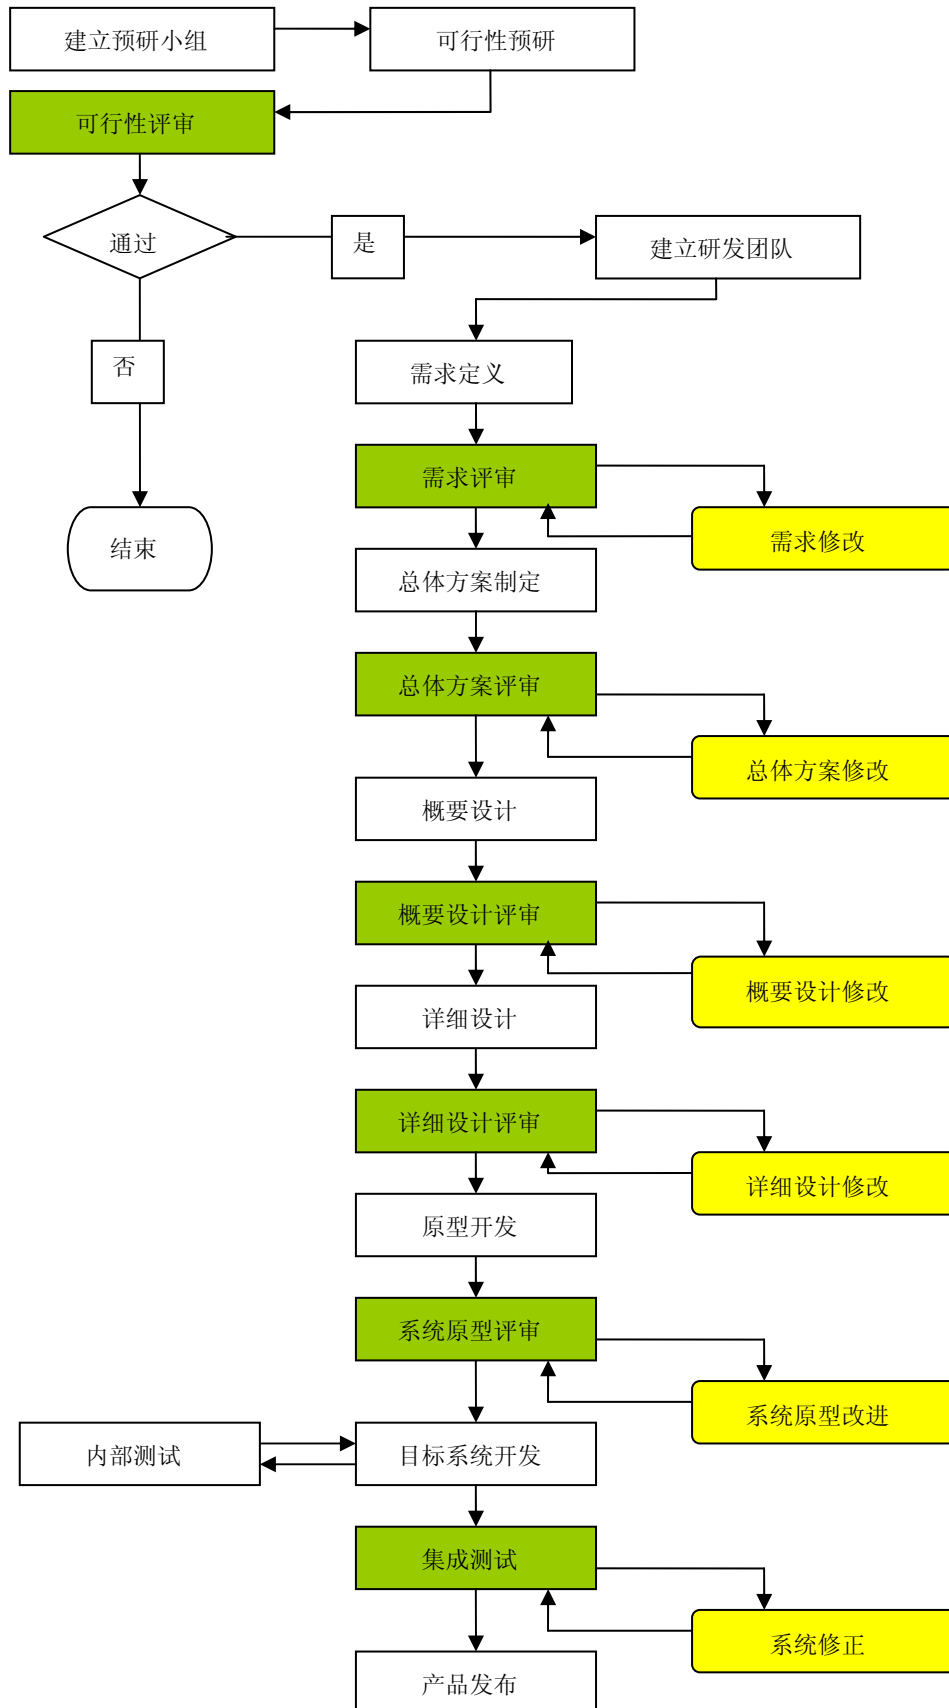 建立预研小组
可行性预研
可行性评审
通过
是
建立研发团队
否
需求定义
需求评审
结束
需求修改
总体方案制定
总体方案评审
总体方案修改
概要设计
概要设计评审
概要设计修改
详细设计
详细设计评审
详细设计修改
原型开发
系统原型评审
系统原型改进
内部测试
目标系统开发
集成测试
系统修正
产品发布